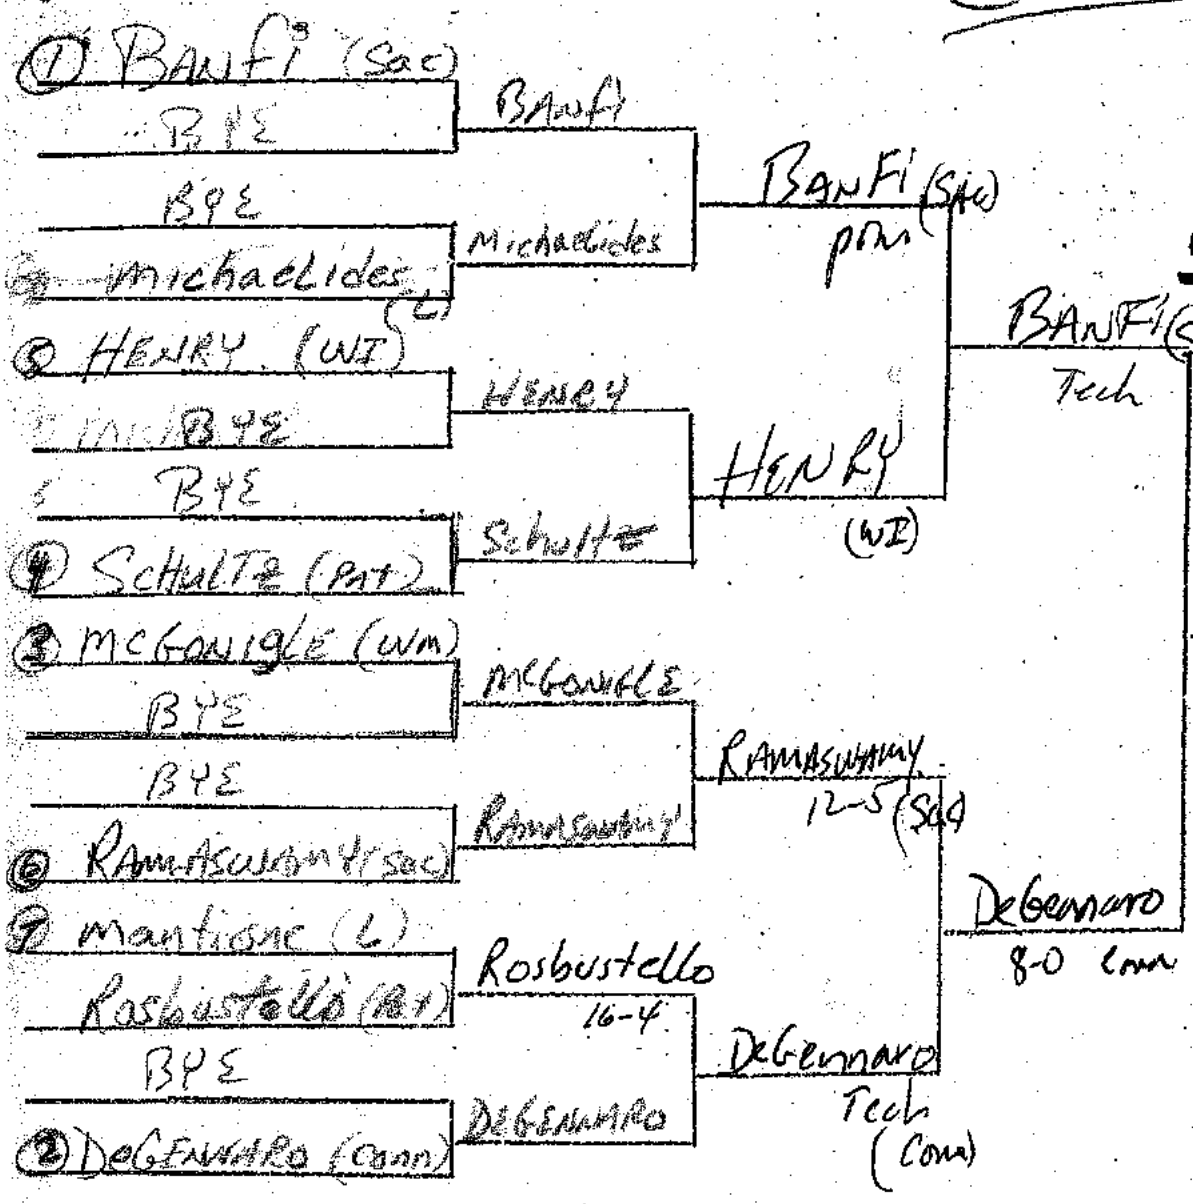 ① BANFI (Sac)
BYE
BYE
Michaelides (L)
HENRY (WI)
BYE
BYE
④ SCHULTZ (Pat)
③ MCGONIGLE (WM)
BYE
BYE
⑥ RAMASWAMY (Sac)
⑦ Mantione (L)
Rosbustello
BYE
② DeGENNARO (Conn)
BANFI
Michaelides
HENRY
Schultz
MCGONIGLE
RAMASWAMY
Rosbustello
16-4
DEGENNARO
BANFI (SAC)
HENRY
(WI)
RAMASWAMY
12-5 (Sac)
DeGennaro
Tech
(Conn)
BANFI
Tech
DeGennaro
8-0 Conn